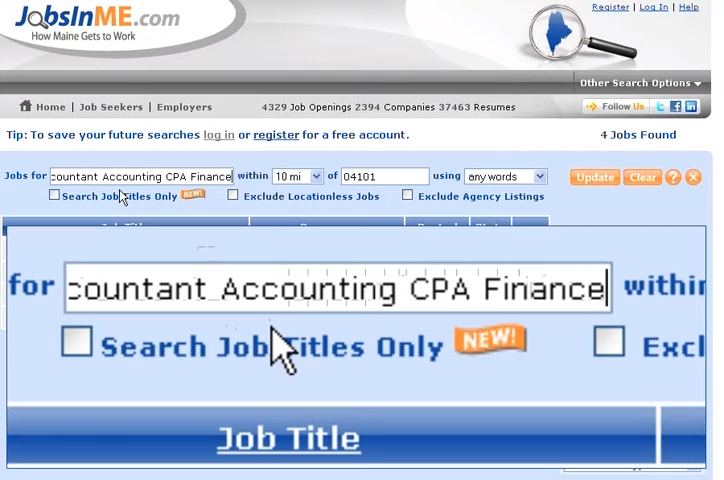 JobsInME.com
How Maine Gets to Work
Register | Log In | Help
Other Search Options
Home | Job Seekers | Employers 4329 Job Openings 2394 Companies 37463 Resumes Follow Us
Tip: To save your future searches log in or register for a free account. 4 Jobs Found
Jobs for countant Accounting CPA Finance within 10 mi of 04101 using any words Update Clear ? X
Search Job Titles Only NEW! Exclude Locationless Jobs Exclude Agency Listings
for countant Accounting CPA Finance within
Search Job Titles Only NEW! Excl
Job Title